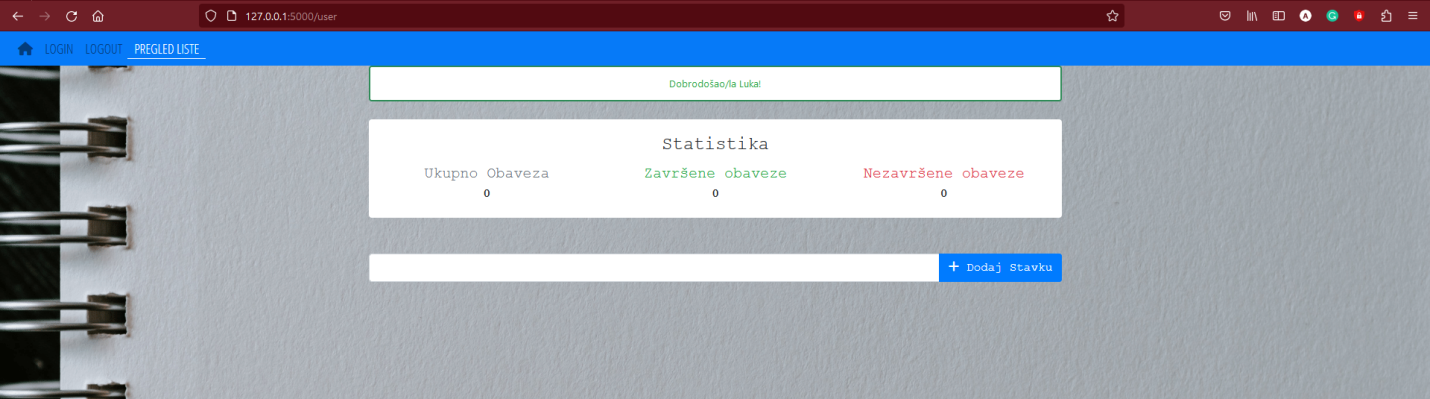 127.0.0.1:5000/user
LOGIN LOGOUT PREGLED LISTE
Dobrodošao/la Luka!
Statistika
Ukupno Obaveza Završene obaveze Nezavršene obaveze
0 0 0
+ Dodaj Stavku